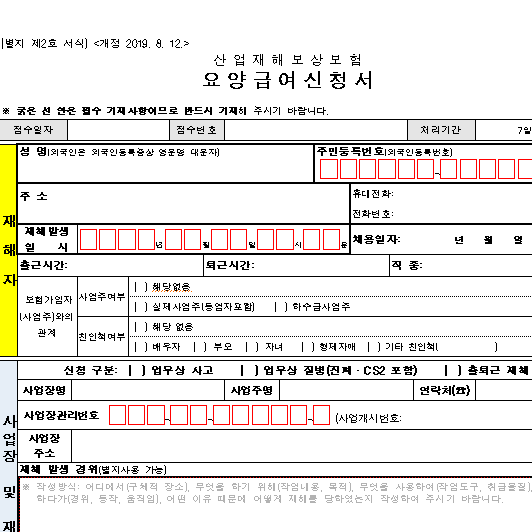 [별지 제2호 서식] <개정 2019. 8. 12.>
산 업 재 해 보 상 보 험
요 양 급 여 신 청 서
※ 굵은 선 안은 필수 기재사항이므로 반드시 기재하 주시기 바랍니다.
접수일자 접수번호 처리기간 7일
재
해
자
성 명(외국인은 외국인등록증상 영문명 대문자) 주민등록번호(외국인등록번호)
주 소 휴대전화:
전화번호:
재해 발생
일 시
년 월 일 시 분
채용일자: 년 월 일
출근시간: 퇴근시간: 직 종:
보험가입자
(사업주)와의
관계
사업주여부
[ ] 해당없음
[ ] 실제사업주(동업자포함) [ ] 하수급사업주
친인척여부
[ ] 해당 없음
[ ] 배우자 [ ] 부모 [ ] 자녀 [ ] 형제자매 [ ] 기타 친인척( )
사
업
장
및
재
신청 구분: [ ] 업무상 사고 [ ] 업무상 질병(진폐·CS2 포함) [ ] 출퇴근 재해
사업장명 사업주명 연락처(☎)
사업장관리번호 - - - (사업개시번호:
사업장
주소
재해 발생 경위(별지사용 가능)
※ 작성방법: 어디에서(구체적 장소), 무엇을 하기 위해(작업내용, 목적), 무엇을 사용하여(작업도구, 취급물질),
하다가(경위, 동작, 움직임), 어떤 이유 때문에 어떻게 재해를 당하였는지 작성하여 주시기 바랍니다.